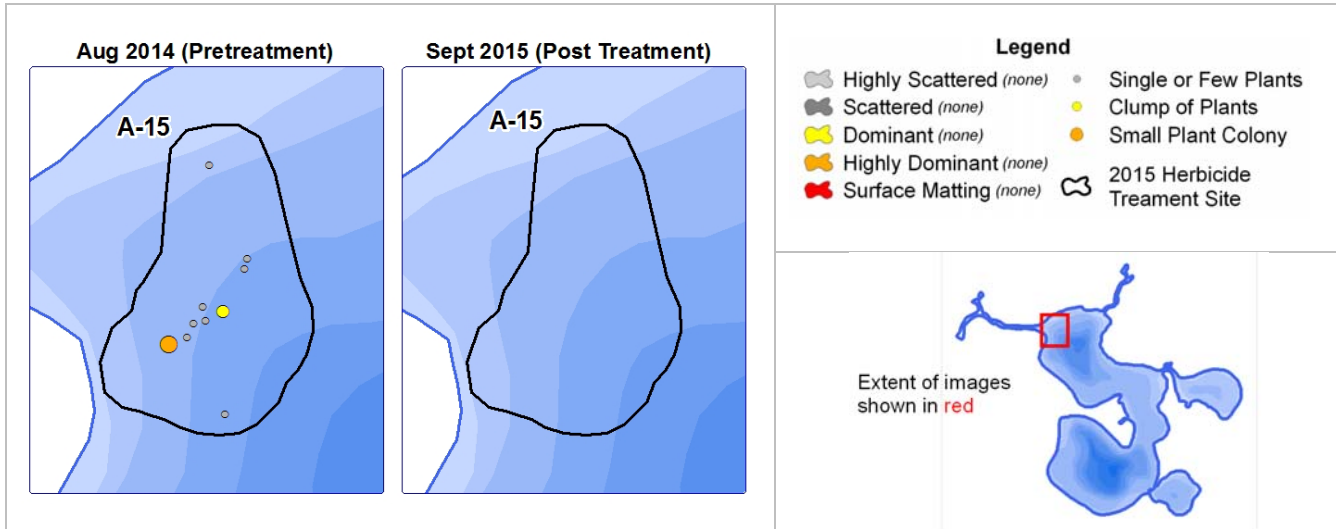 Aug 2014 (Pretreatment)
A-15
Sept 2015 (Post Treatment)
A-15
Legend
Highly Scattered (none)
Scattered (none)
Dominant (none)
Highly Dominant (none)
Surface Matting (none)
Single or Few Plants
Clump of Plants
Small Plant Colony
2015 Herbicide
Treament Site
Extent of images
shown in red